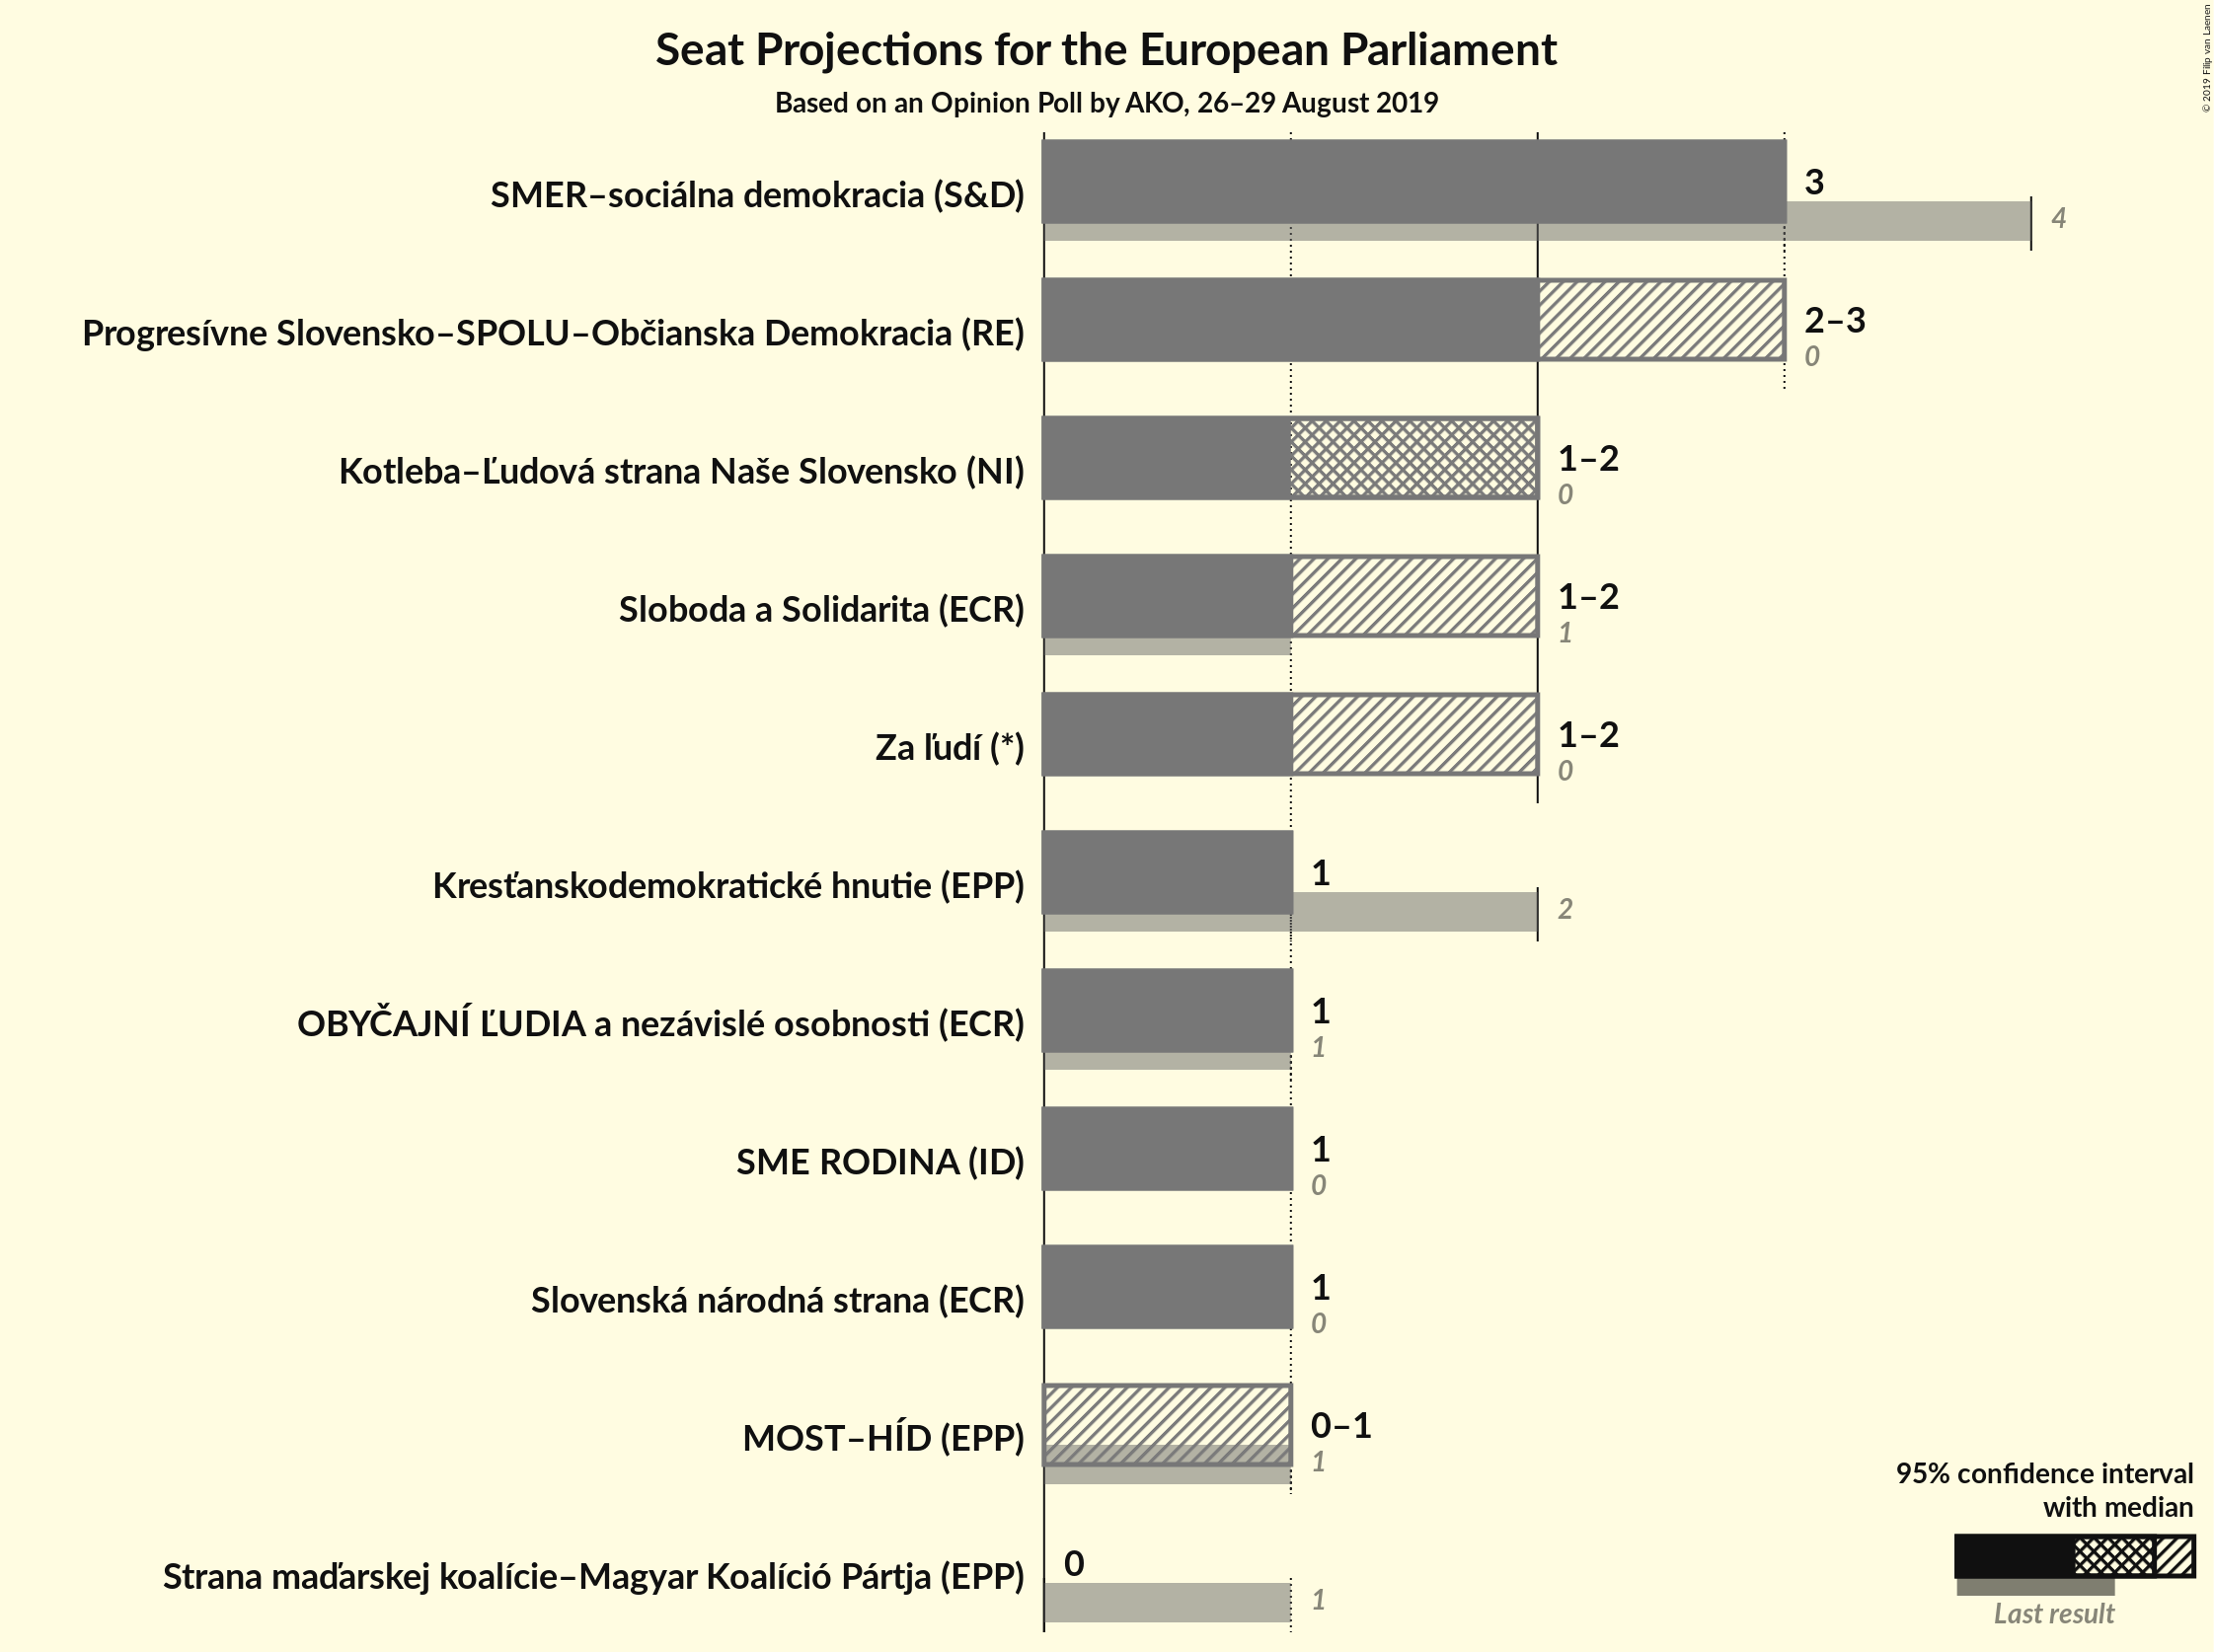 Seat Projections for the European Parliament
Based on an Opinion Poll by AKO, 26–29 August 2019
© 2019 Filip van Laenen
SMER–sociálna demokracia (S&D)
3
4
Progresívne Slovensko–SPOLU–Občianska Demokracia (RE)
2–3
0
Kotleba–Ľudová strana Naše Slovensko (NI)
1–2
0
Sloboda a Solidarita (ECR)
1–2
1
Za ľudí (*)
1–2
0
Kresťanskodemokratické hnutie (EPP)
1
2
OBYČAJNÍ ĽUDIA a nezávislé osobnosti (ECR)
1
1
SME RODINA (ID)
1
0
Slovenská národná strana (ECR)
1
0
MOST–HÍD (EPP)
0–1
1
Strana maďarskej koalície–Magyar Koalíció Pártja (EPP)
0
1
95% confidence interval
with median
Last result